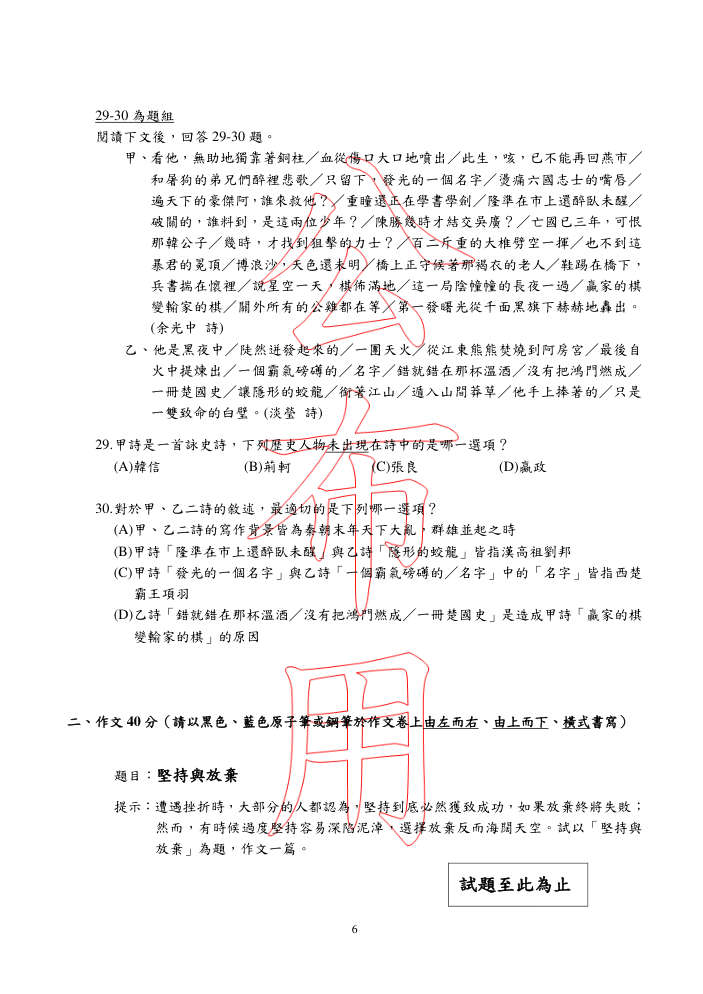 29-30 為題組
閱讀下文後，回答 29-30 題。
甲、看他，無助地獨靠著銅柱／血從傷口大口地噴出／此生，咳，已不能再回燕市／
和屠狗的弟兄們醉裡悲歌／只留下，發光的一個名字／燙痛六國志士的嘴唇／
遍天下的豪傑阿，誰來救他？／重瞳還正在學書學劍／隆準在市上還醉臥未醒／
破關的，誰料到，是這兩位少年？／陳勝幾時才結交吳廣？／亡國已三年，可恨
那韓公子／幾時，才找到狙擊的力士？／百二斤重的大椎劈空一揮／也不到這
暴君的冕頂／博浪沙，天色還未明／橋上正守候著那褐衣的老人／鞋踢在橋下，
兵書揣在懷裡／說星空一天，棋佈滿地／這一局陰幢幢的長夜一過／贏家的棋
變輸家的棋／關外所有的公雞都在等／第一發曙光從千面黑旗下赫赫地轟出。
(余光中 詩)
乙、他是黑夜中／陡然迸發起來的／一團天火／從江東熊熊焚燒到阿房宮／最後自
火中提煉出／一個霸氣磅礡的／名字／錯就錯在那杯溫酒／沒有把鴻門燃成／
一冊楚國史／讓隱形的蛟龍／銜著江山／遁入山間莽草／他手上捧著的／只是
一雙致命的白璧。(淡瑩 詩)
29.甲詩是一首詠史詩，下列歷史人物未出現在詩中的是哪一選項？
(A)韓信 (B)荊軻 (C)張良 (D)嬴政
30.對於甲、乙二詩的敘述，最適切的是下列哪一選項？
(A)甲、乙二詩的寫作背景皆為秦朝末年天下大亂，群雄並起之時
(B)甲詩「隆準在市上還醉臥未醒」與乙詩「隱形的蛟龍」皆指漢高祖劉邦
(C)甲詩「發光的一個名字」與乙詩「一個霸氣磅礡的／名字」中的「名字」皆指西楚
霸王項羽
(D)乙詩「錯就錯在那杯溫酒／沒有把鴻門燃成／一冊楚國史」是造成甲詩「贏家的棋
變輸家的棋」的原因
二、作文 40 分（請以黑色、藍色原子筆或鋼筆於作文卷上由左而右、由上而下、橫式書寫）
題目：堅持與放棄
提示：遭遇挫折時，大部分的人都認為，堅持到底必然獲致成功，如果放棄終將失敗；
然而，有時候過度堅持容易深陷泥淖，選擇放棄反而海闊天空。試以「堅持與
放棄」為題，作文一篇。
試題至此為止
6
公布用